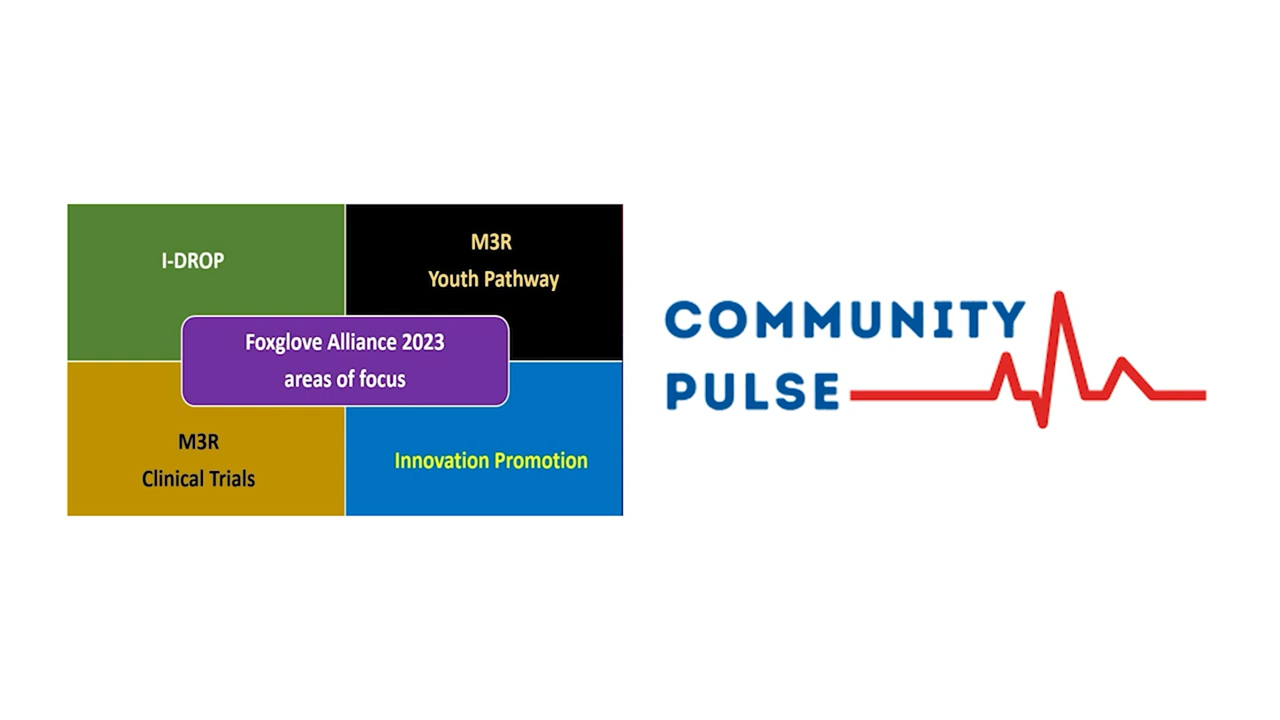 I-DROP
M3R
Youth Pathway
Foxglove Alliance 2023
areas of focus
M3R
Clinical Trials
Innovation Promotion
COMMUNITY
PULSE